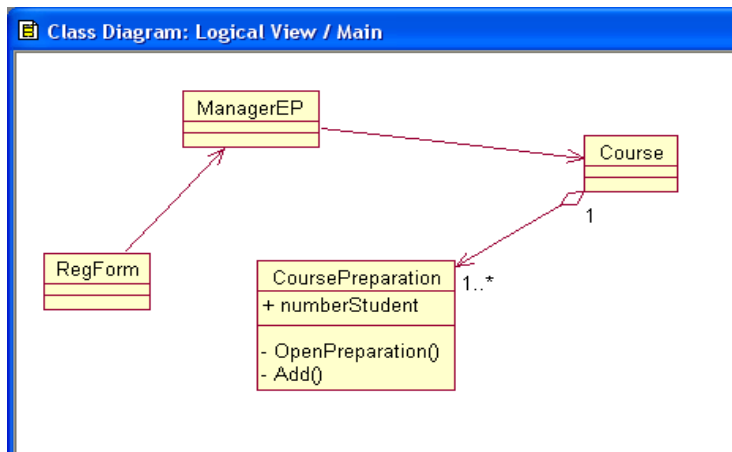 Class Diagram: Logical View / Main
ManagerEP
Course
1
RegForm
CoursePreparation
1..*
+ numberStudent
- OpenPreparation()
- Add()